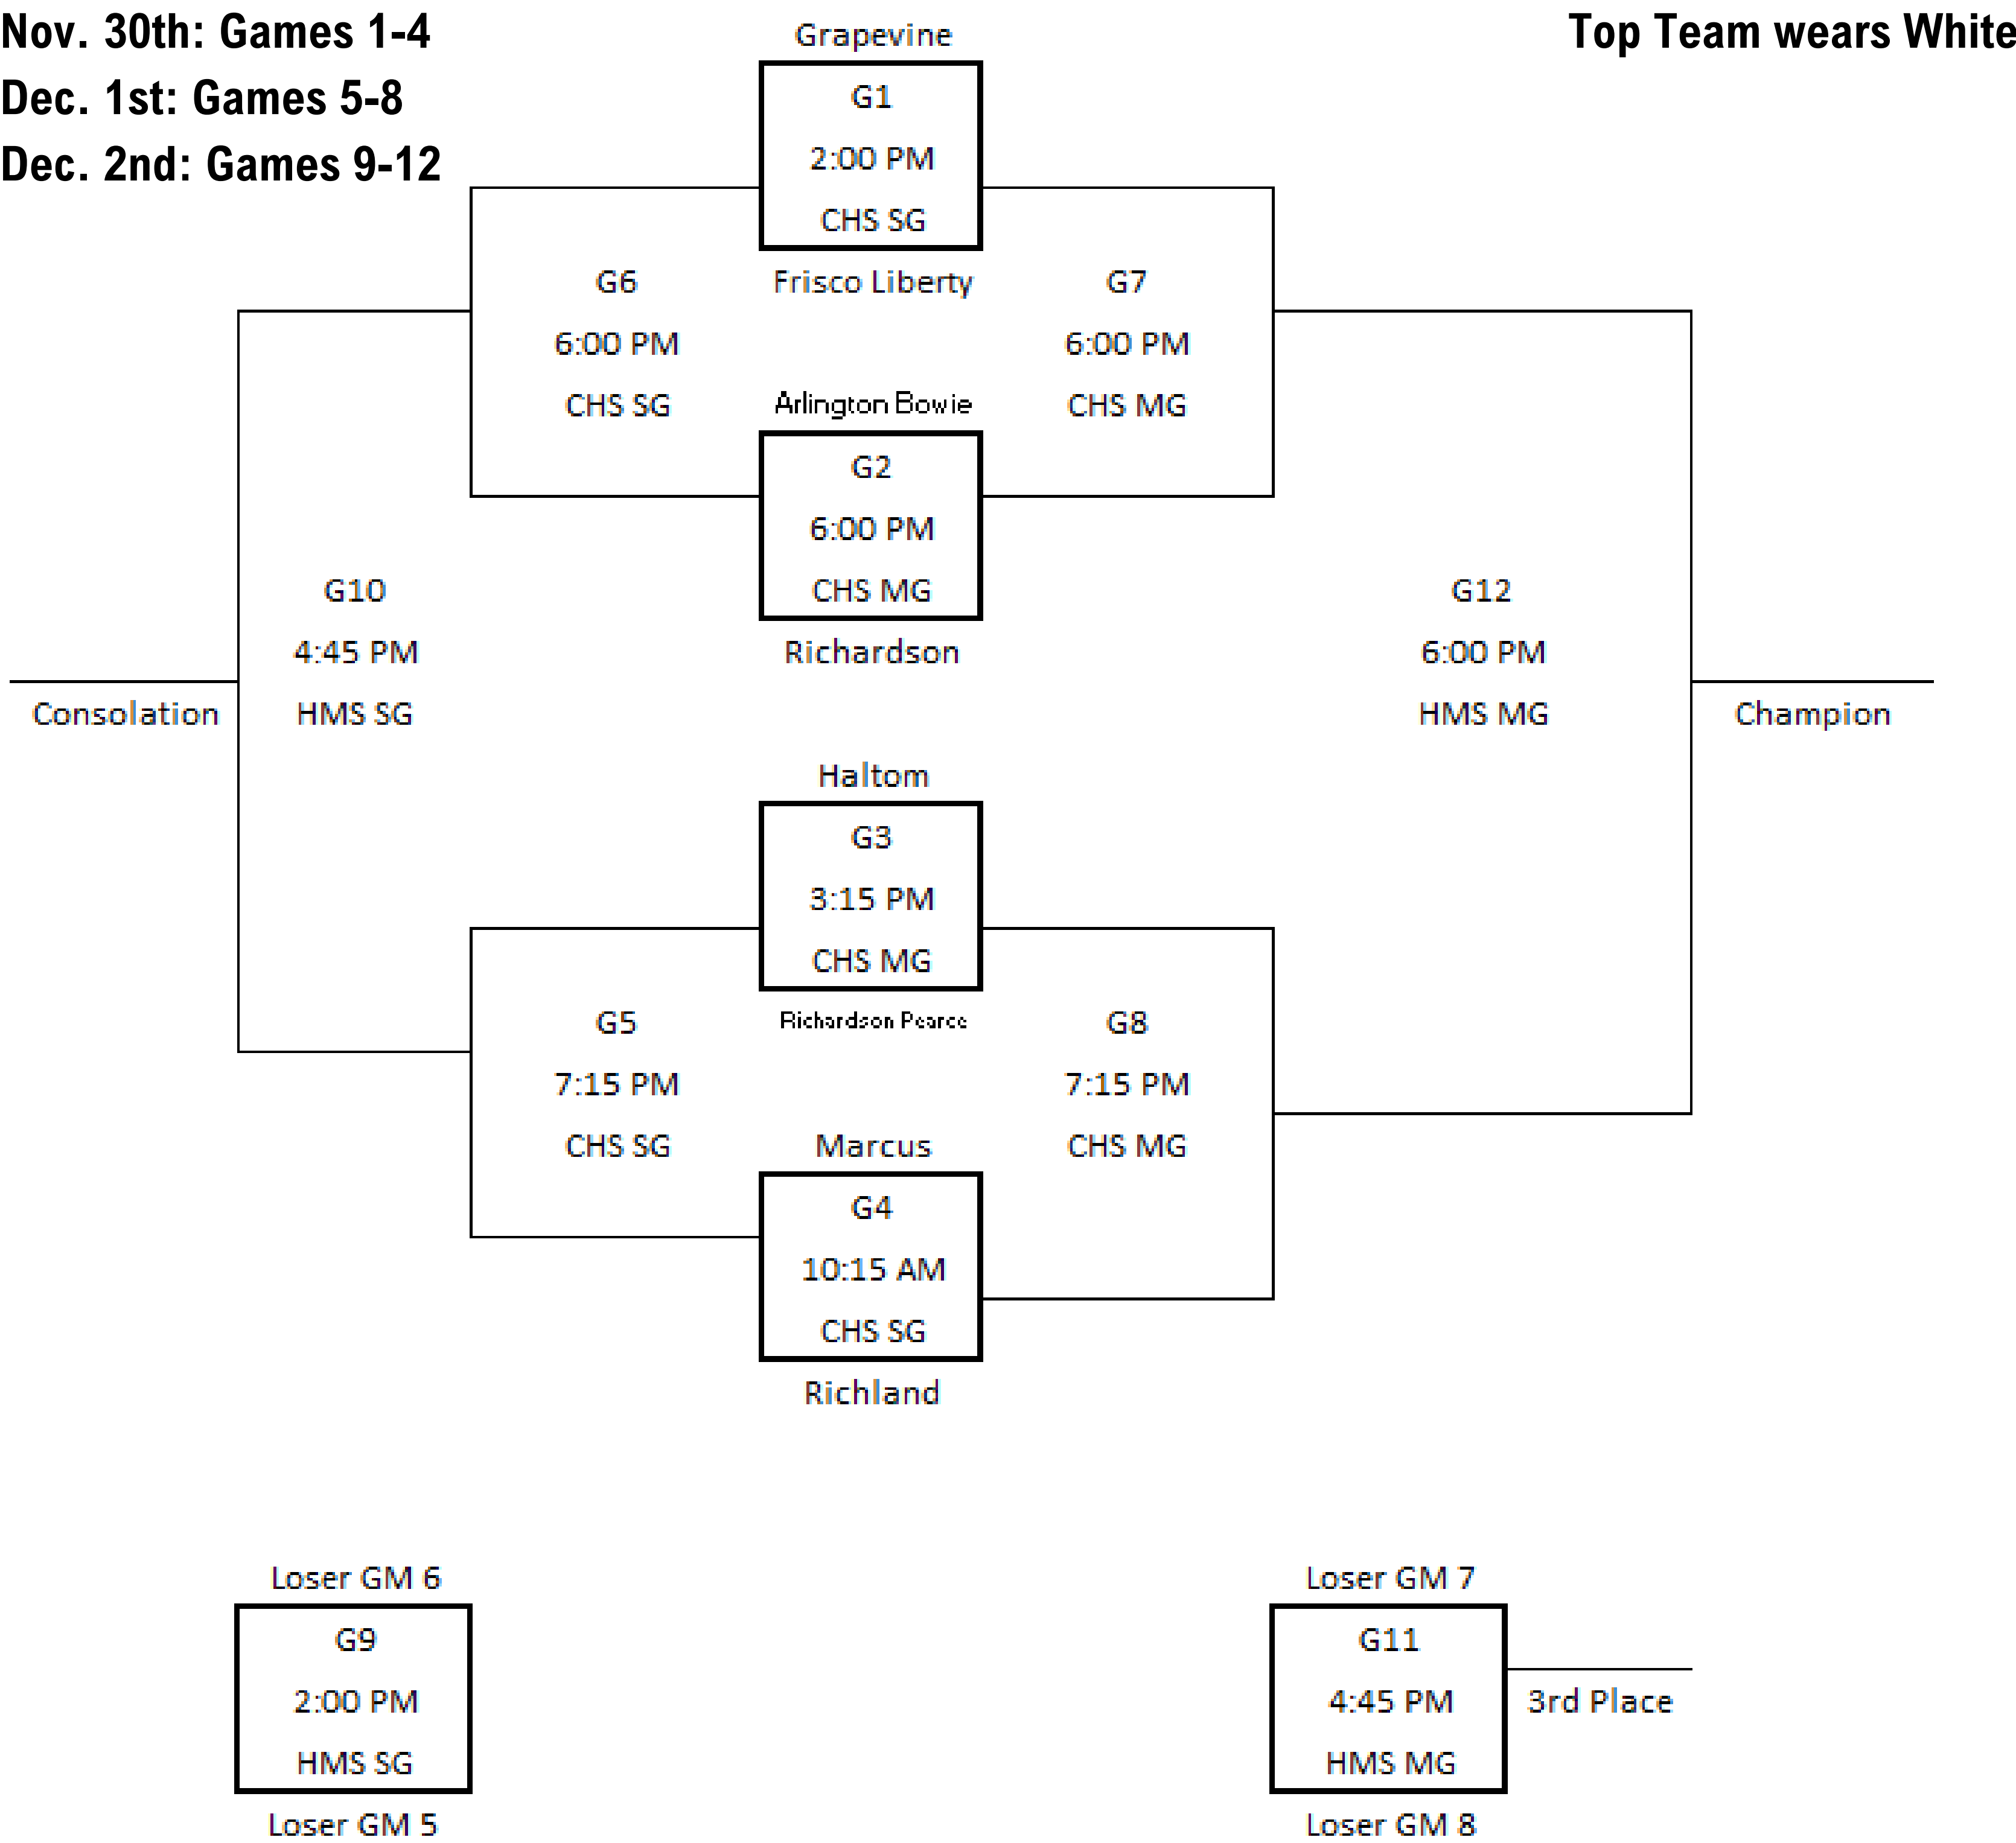 Nov. 30th: Games 1-4
Dec. 1st: Games 5-8
Dec. 2nd: Games 9-12
Top Team wears White
Grapevine
G1
2:00 PM
CHS SG
Frisco Liberty
G6
6:00 PM
CHS SG
G7
6:00 PM
CHS MG
Arlington Bowie
G2
6:00 PM
CHS MG
Richardson
G10
4:45 PM
HMS SG
Consolation
G12
6:00 PM
HMS MG
Champion
Haltom
G3
3:15 PM
CHS MG
Richardson Pearce
G5
7:15 PM
CHS SG
G8
7:15 PM
CHS MG
Marcus
G4
10:15 AM
CHS SG
Richland
Loser GM 6
G9
2:00 PM
HMS SG
Loser GM 5
Loser GM 7
G11
4:45 PM
HMS MG
3rd Place
Loser GM 8